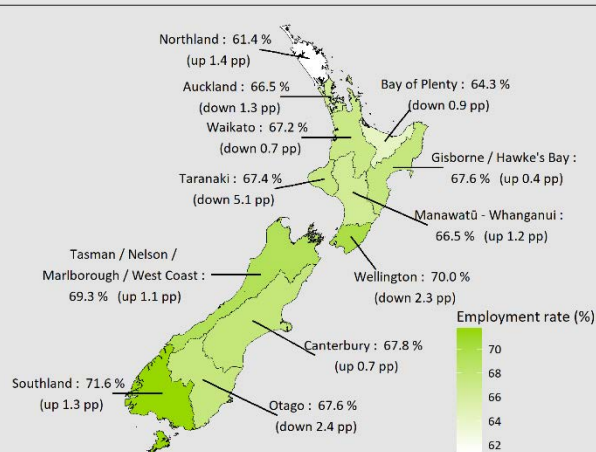 Northland : 61.4 %
(up 1.4 pp)
Auckland : 66.5 %
(down 1.3 pp)
Bay of Plenty : 64.3 %
(down 0.9 pp)
Waikato : 67.2 %
(down 0.7 pp)
Gisborne / Hawke's Bay :
67.6 % (up 0.4 pp)
Taranaki : 67.4 %
(down 5.1 pp)
Manawatū - Whanganui :
66.5 % (up 1.2 pp)
Tasman / Nelson /
Marlborough / West Coast :
69.3 % (up 1.1 pp)
Wellington : 70.0 %
(down 2.3 pp)
Canterbury : 67.8 %
(up 0.7 pp)
Southland : 71.6 %
(up 1.3 pp)
Otago : 67.6 %
(down 2.4 pp)
Employment rate (%)
70
68
66
64
62